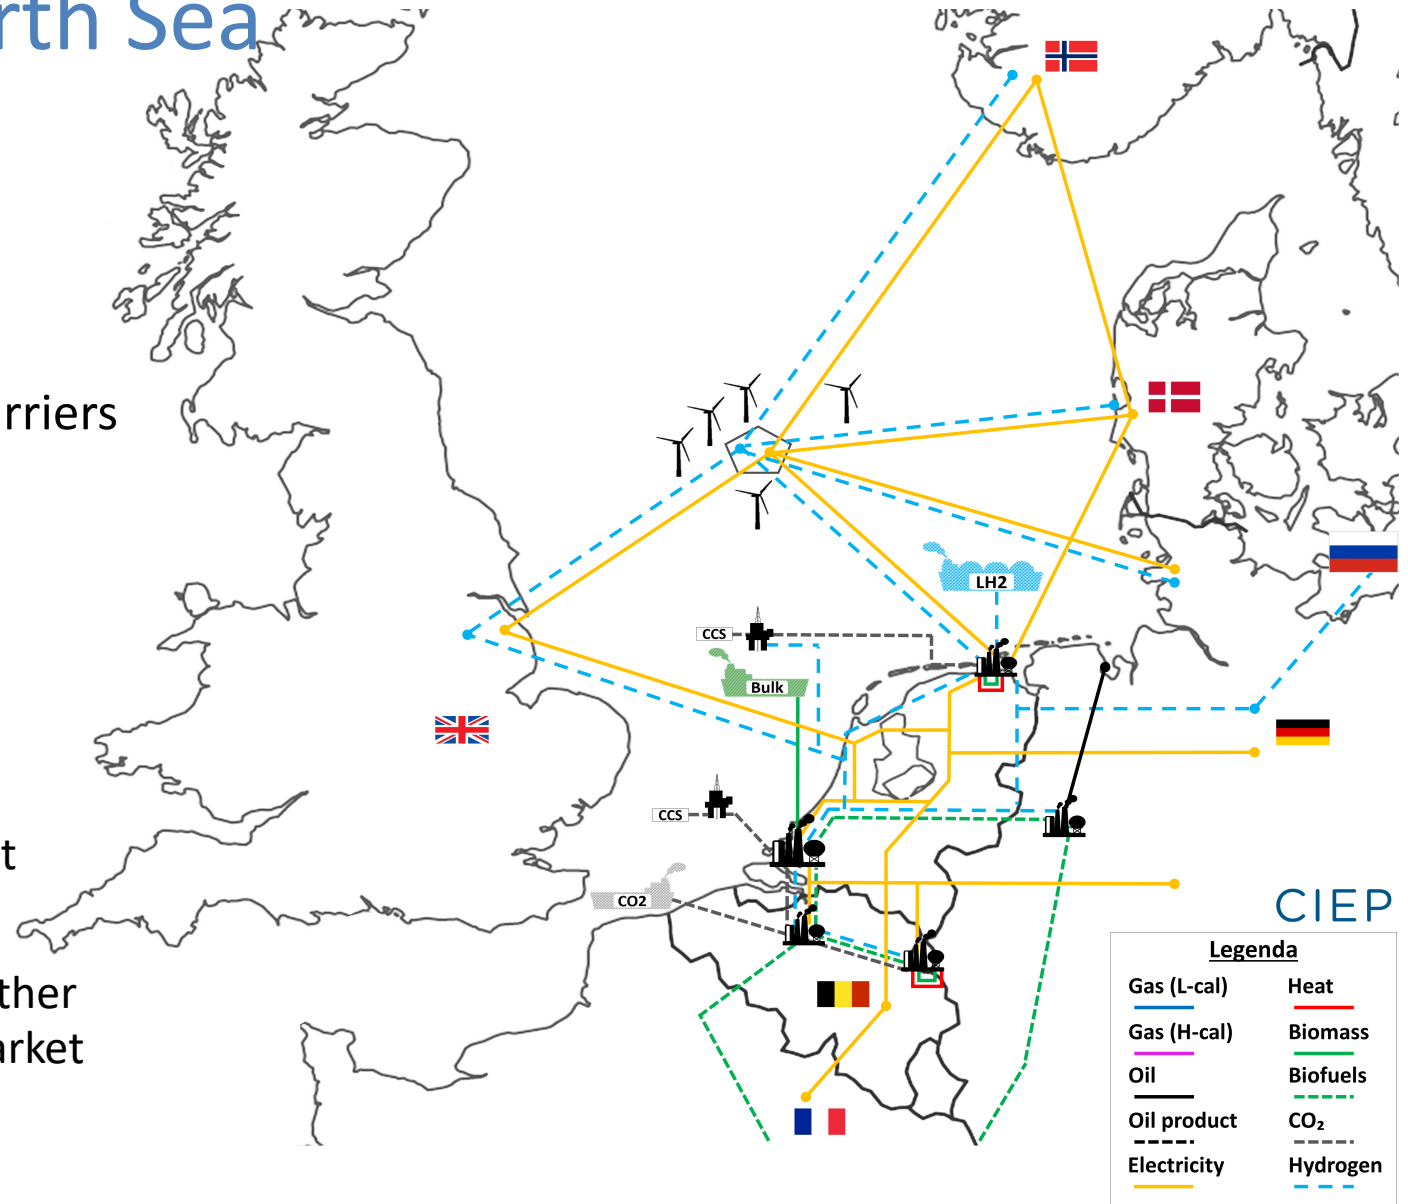 rth Sea
rriers
t
ther
arket
LH2
CCS
Bulk
CCS
CO2
CIEP
Legenda
Gas (L-cal) Heat
Gas (H-cal) Biomass
Oil Biofuels
Oil product CO₂
Electricity Hydrogen